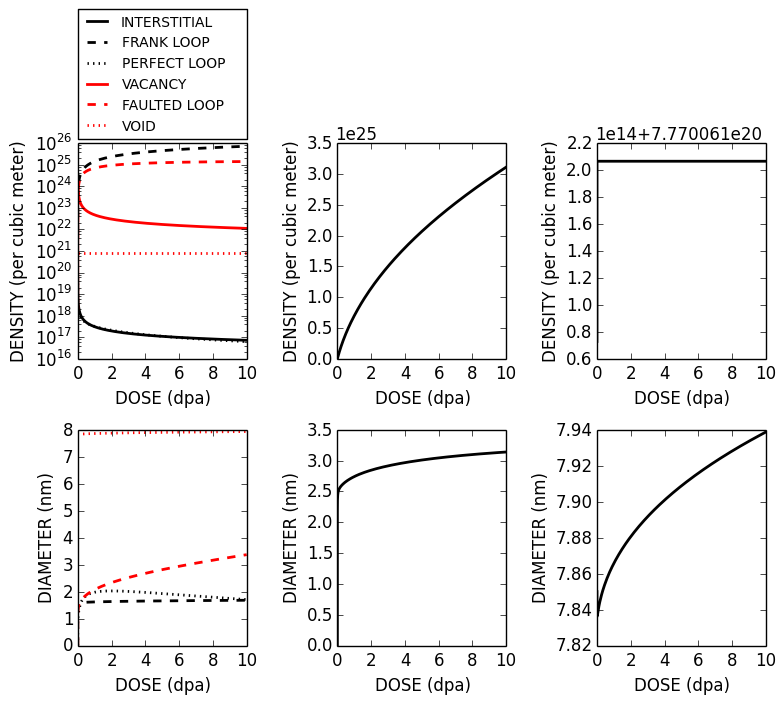 INTERSTITIAL
FRANK LOOP
PERFECT LOOP
VACANCY
FAULTED LOOP
VOID
DENSITY (per cubic meter)
10^26
10^25
10^24
10^23
10^22
10^21
10^20
10^19
10^18
10^17
10^16
0 2 4 6 8 10
DOSE (dpa)
1e25
DENSITY (per cubic meter)
3.5
3.0
2.5
2.0
1.5
1.0
0.5
0.0
0 2 4 6 8 10
DOSE (dpa)
1e14+7.770061e20
DENSITY (per cubic meter)
2.2
2.0
1.8
1.6
1.4
1.2
1.0
0.8
0.6
0 2 4 6 8 10
DOSE (dpa)
DIAMETER (nm)
8
7
6
5
4
3
2
1
0
0 2 4 6 8 10
DOSE (dpa)
DIAMETER (nm)
3.5
3.0
2.5
2.0
1.5
1.0
0.5
0.0
0 2 4 6 8 10
DOSE (dpa)
DIAMETER (nm)
7.94
7.92
7.90
7.88
7.86
7.84
7.82
0 2 4 6 8 10
DOSE (dpa)